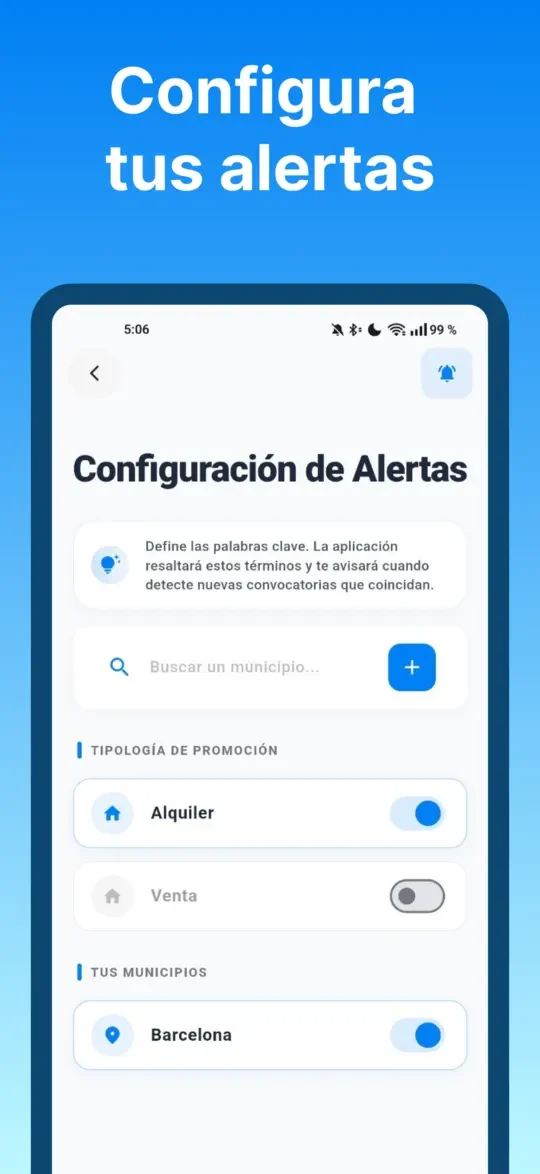 Configura
tus alertas
5:06
99 %
Configuración de Alertas
Define las palabras clave. La aplicación
resaltará estos términos y te avisará cuando
detecte nuevas convocatorias que coincidan.
Buscar un municipio...
TIPOLOGÍA DE PROMOCIÓN
Alquiler
Venta
TUS MUNICIPIOS
Barcelona